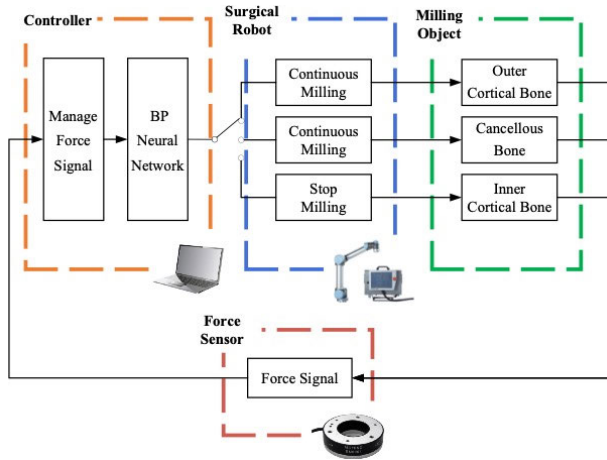 Controller
Surgical
Robot
Milling
Object
Manage
Force
Signal
BP
Neural
Network
Continuous
Milling
Outer
Cortical Bone
Continuous
Milling
Cancellous
Bone
Stop
Milling
Inner
Cortical Bone
Force
Sensor
Force Signal